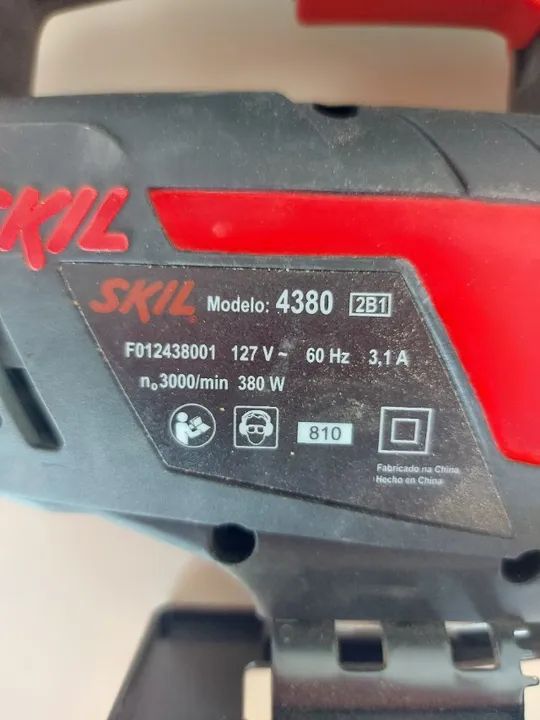 SKIL
SKIL Modelo: 4380 2B1
F012438001 127 V ~ 60 Hz 3,1 A
n₀3000/min 380 W
810
Fabricado na China
Hecho en China